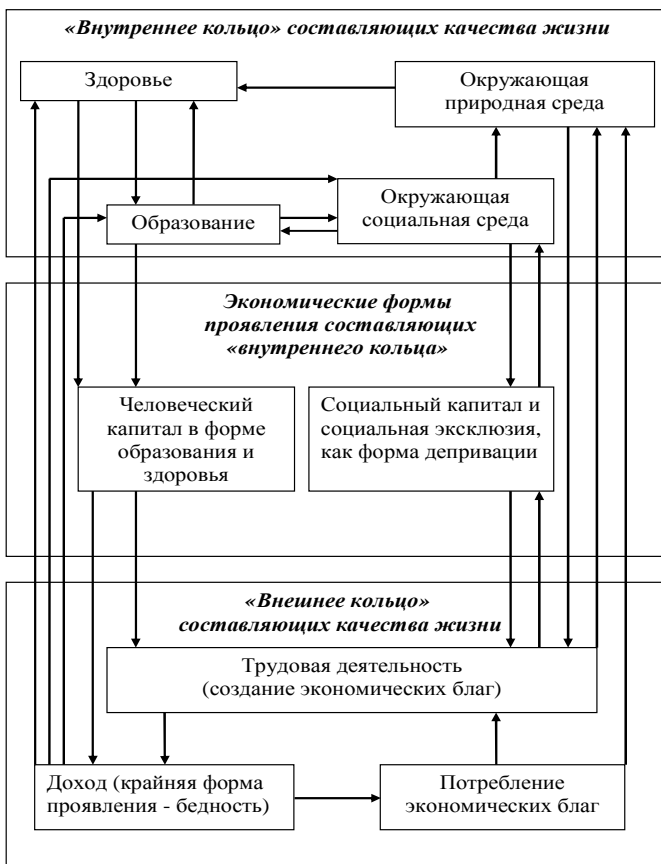 «Внутреннее кольцо» составляющих качества жизни
Здоровье
Окружающая
природная среда
Окружающая
социальная среда
Образование
Экономические формы
проявления составляющих
«внутреннего кольца»
Человеческий
капитал в форме
образования и
здоровья
Социальный капитал и
социальная эксклюзия,
как форма депривации
«Внешнее кольцо»
составляющих качества жизни
Трудовая деятельность
(создание экономических благ)
Доход (крайняя форма
проявления - бедность)
Потребление
экономических благ